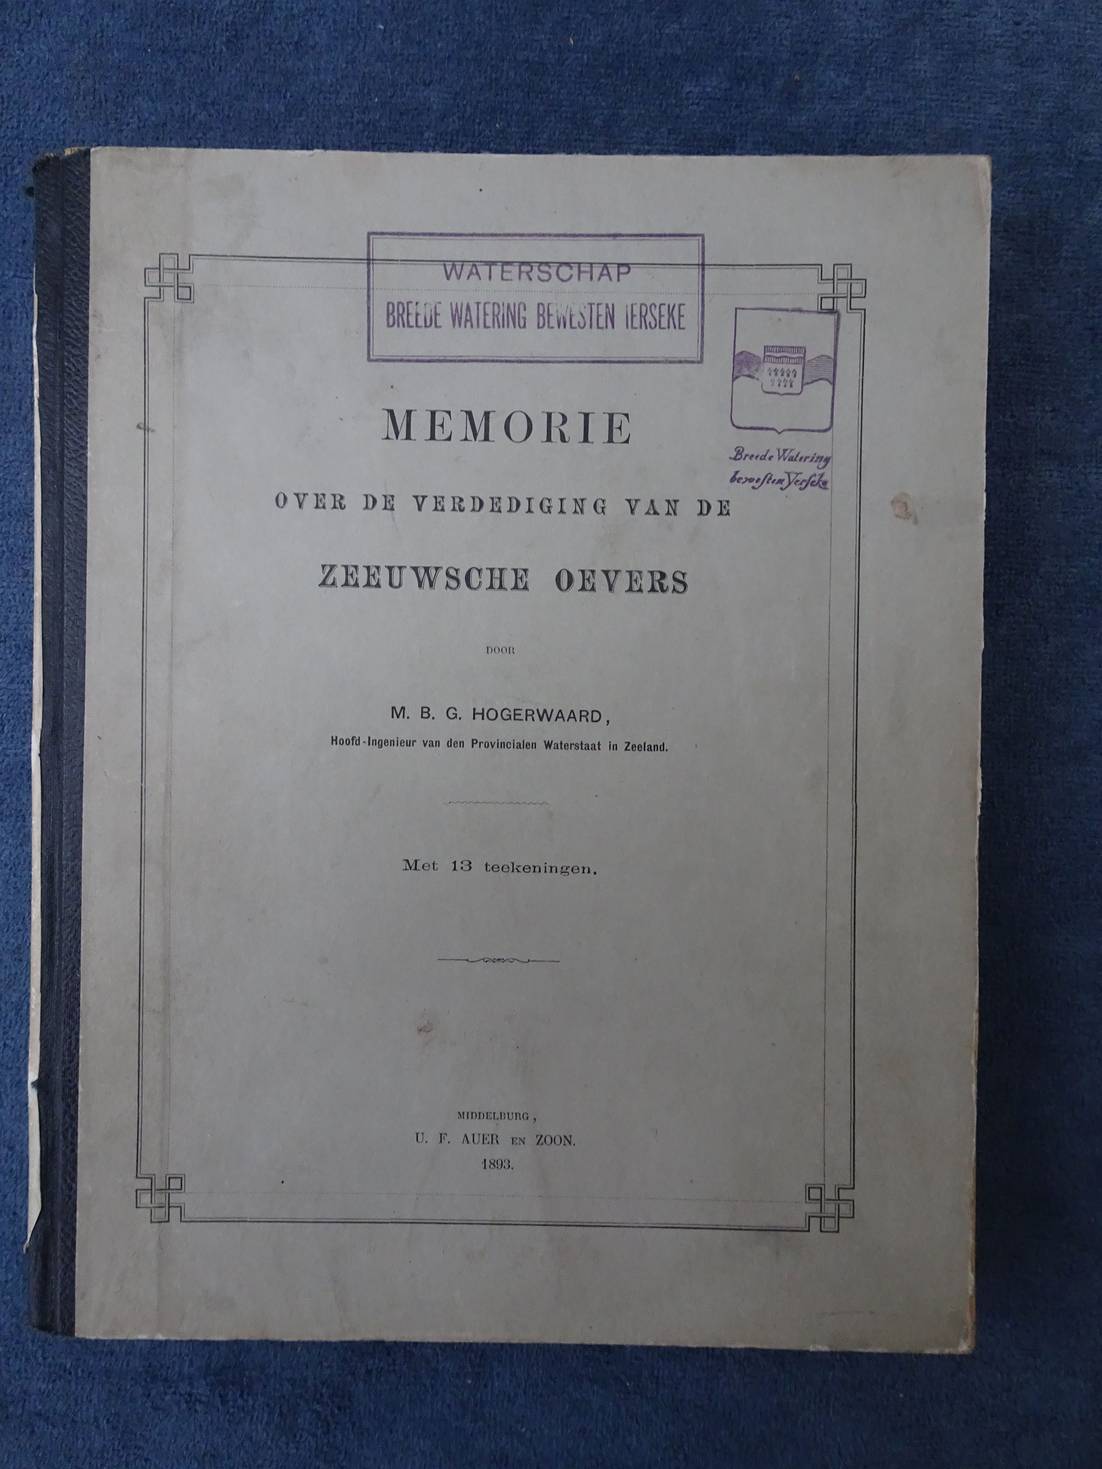 WATERSCHAP
BREEDE WATERING BEWESTEN IERSEKE
Breede Watering
bewesten Yerseke
MEMORIE
OVER DE VERDEDIGING VAN DE
ZEEUWSCHE OEVERS
DOOR
M. B. G. HOGERWAARD,
Hoofd-Ingenieur van den Provincialen Waterstaat in Zeeland.
Met 13 teekeningen.
MIDDELBURG,
U. F. AUER EN ZOON.
1893.